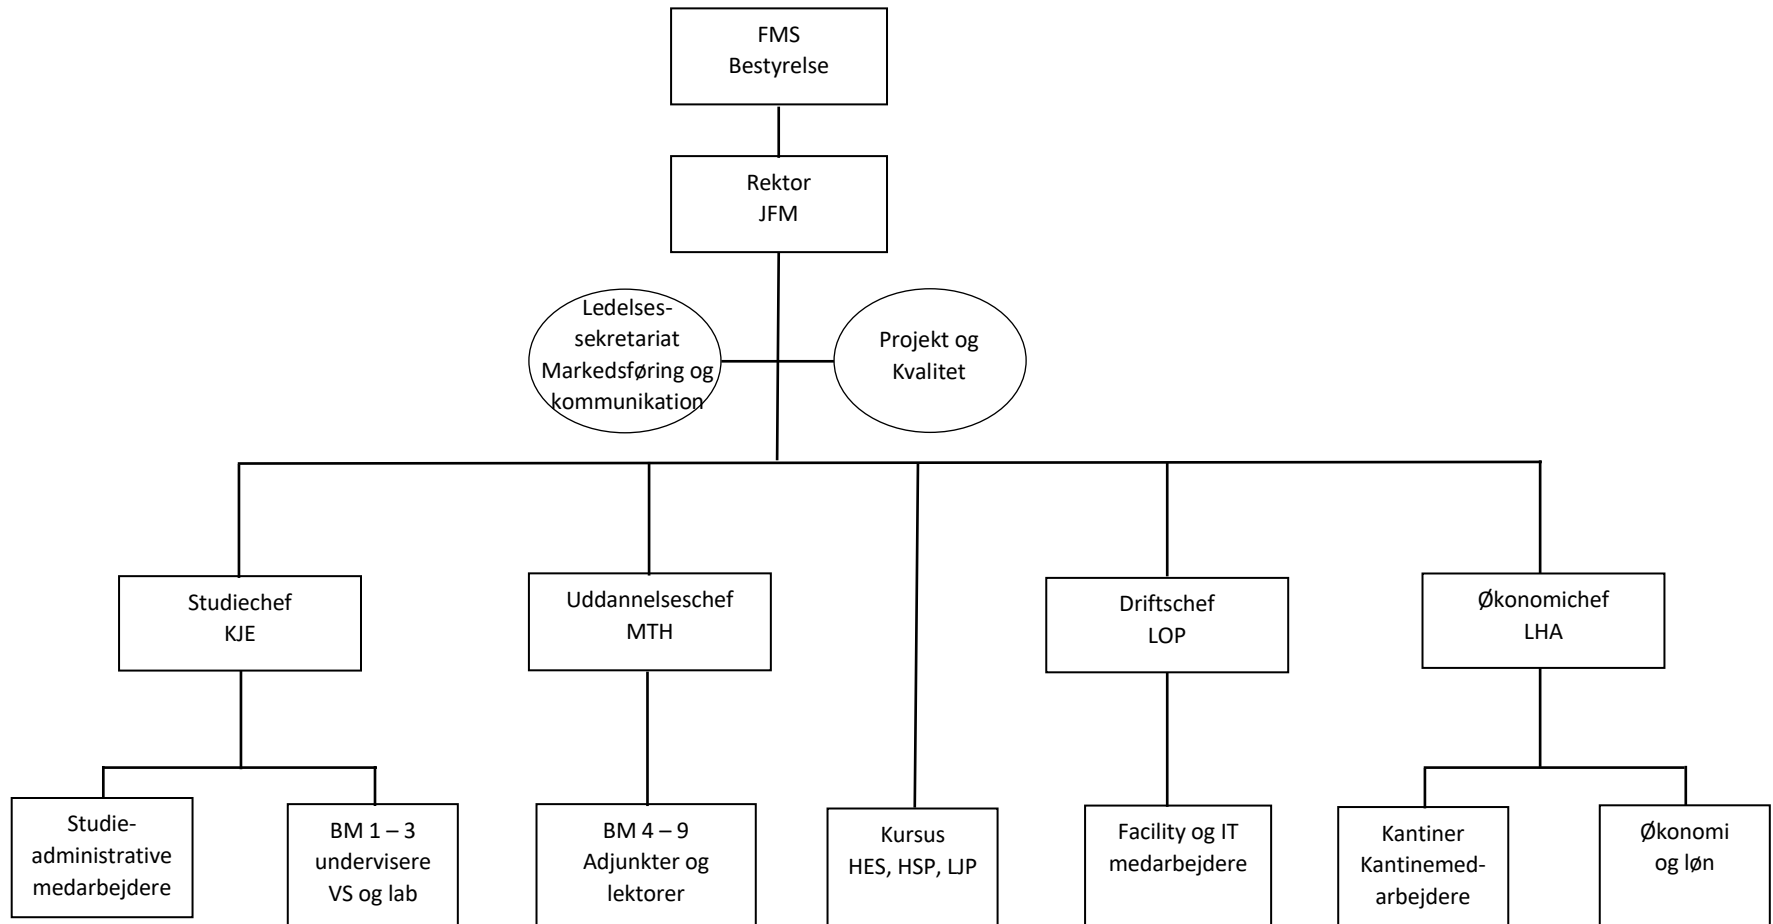 FMS
Bestyrelse
Rektor
JFM
Ledelses-
sekretariat
Markedsføring og
kommunikation
Projekt og
Kvalitet
Studiechef
KJE
Uddannelseschef
MTH
Driftschef
LOP
Økonomichef
LHA
Studie-
administrative
medarbejdere
BM 1 – 3
undervisere
VS og lab
BM 4 – 9
Adjunkter og
lektorer
Kursus
HES, HSP, LJP
Facility og IT
medarbejdere
Kantiner
Kantinemed-
arbejdere
Økonomi
og løn